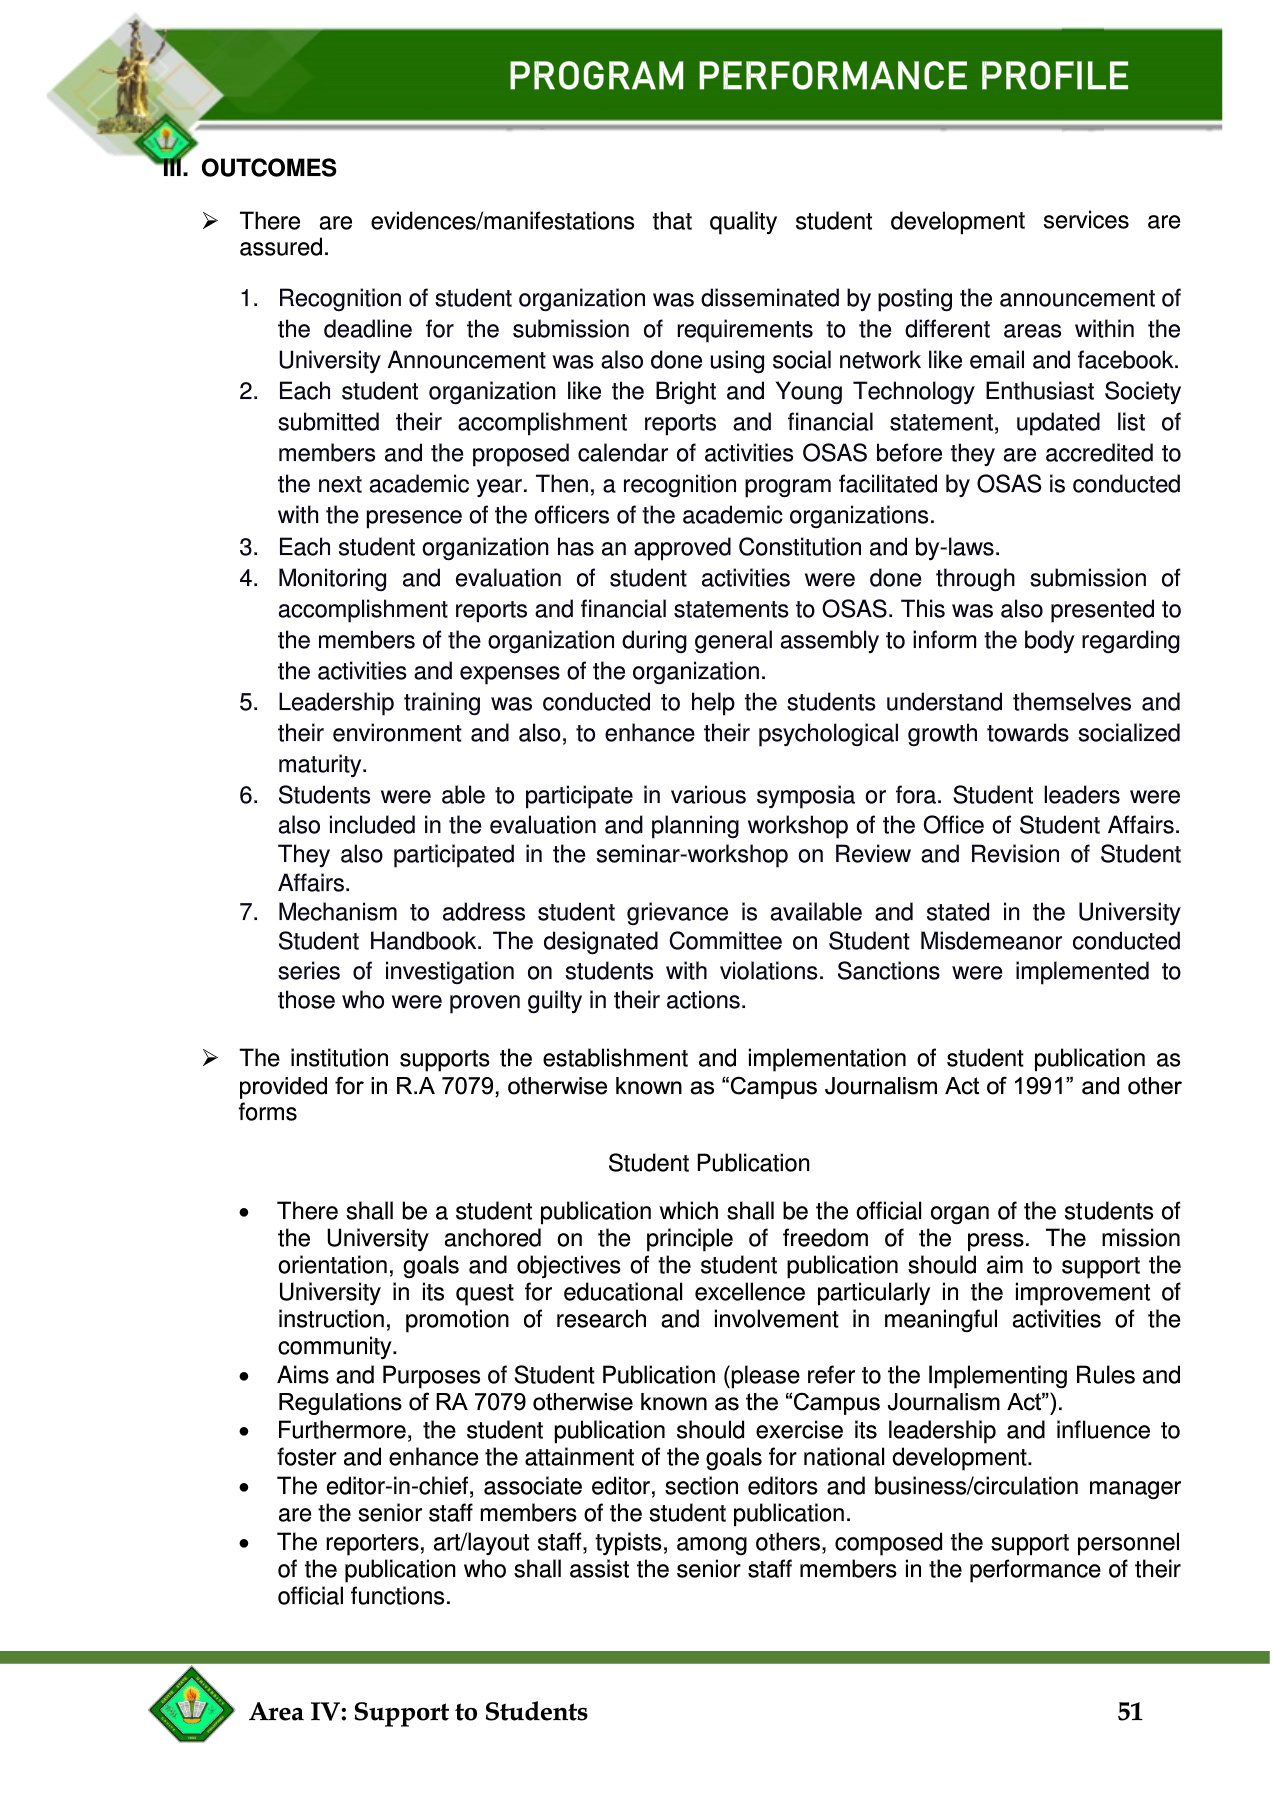 PROGRAM PERFORMANCE PROFILE
III. OUTCOMES
➢ There are evidences/manifestations that quality student development services are
assured.
1. Recognition of student organization was disseminated by posting the announcement of
the deadline for the submission of requirements to the different areas within the
University Announcement was also done using social network like email and facebook.
2. Each student organization like the Bright and Young Technology Enthusiast Society
submitted their accomplishment reports and financial statement, updated list of
members and the proposed calendar of activities OSAS before they are accredited to
the next academic year. Then, a recognition program facilitated by OSAS is conducted
with the presence of the officers of the academic organizations.
3. Each student organization has an approved Constitution and by-laws.
4. Monitoring and evaluation of student activities were done through submission of
accomplishment reports and financial statements to OSAS. This was also presented to
the members of the organization during general assembly to inform the body regarding
the activities and expenses of the organization.
5. Leadership training was conducted to help the students understand themselves and
their environment and also, to enhance their psychological growth towards socialized
maturity.
6. Students were able to participate in various symposia or fora. Student leaders were
also included in the evaluation and planning workshop of the Office of Student Affairs.
They also participated in the seminar-workshop on Review and Revision of Student
Affairs.
7. Mechanism to address student grievance is available and stated in the University
Student Handbook. The designated Committee on Student Misdemeanor conducted
series of investigation on students with violations. Sanctions were implemented to
those who were proven guilty in their actions.
➢ The institution supports the establishment and implementation of student publication as
provided for in R.A 7079, otherwise known as “Campus Journalism Act of 1991” and other
forms
Student Publication
• There shall be a student publication which shall be the official organ of the students of
the University anchored on the principle of freedom of the press. The mission
orientation, goals and objectives of the student publication should aim to support the
University in its quest for educational excellence particularly in the improvement of
instruction, promotion of research and involvement in meaningful activities of the
community.
• Aims and Purposes of Student Publication (please refer to the Implementing Rules and
Regulations of RA 7079 otherwise known as the “Campus Journalism Act”).
• Furthermore, the student publication should exercise its leadership and influence to
foster and enhance the attainment of the goals for national development.
• The editor-in-chief, associate editor, section editors and business/circulation manager
are the senior staff members of the student publication.
• The reporters, art/layout staff, typists, among others, composed the support personnel
of the publication who shall assist the senior staff members in the performance of their
official functions.
Area IV: Support to Students 51